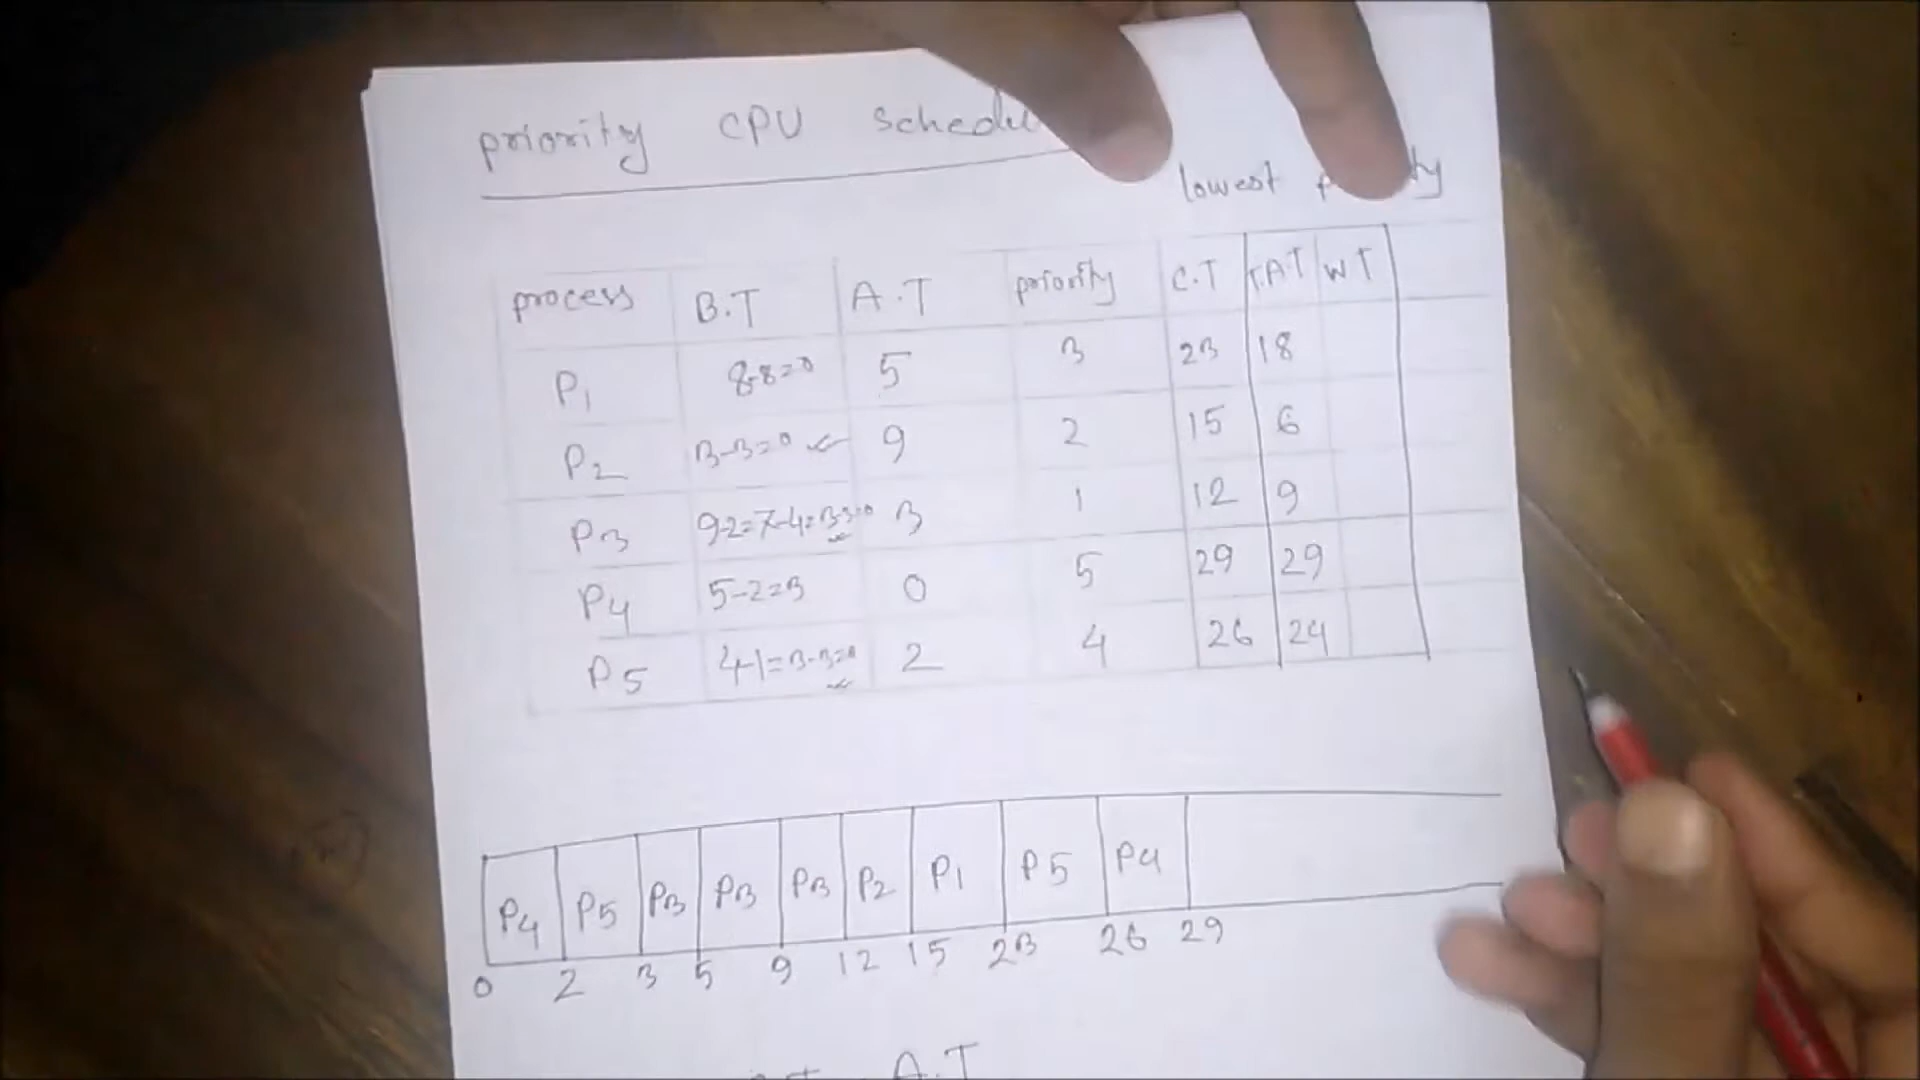 priority CPU
lowest
process B.T A.T priority C.T T.A.T WT
P1 8-8=0 5 3 23 18
P2 3-3=0 9 2 15 6
P3 9-2=7-4=3-3=0 3 1 12 9
P4 5-2=3 0 5 29 29
P5 4-1=3-3=0 2 4 26 24
P4 P5 P3 P3 P3 P2 P1 P5 P4
0 2 3 5 9 12 15 23 26 29
A.T